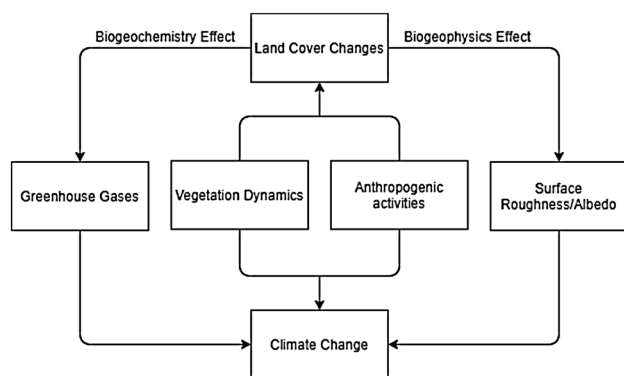 Biogeochemistry Effect
Land Cover Changes
Biogeophysics Effect
Greenhouse Gases
Vegetation Dynamics
Anthropogenic
activities
Surface
Roughness/Albedo
Climate Change